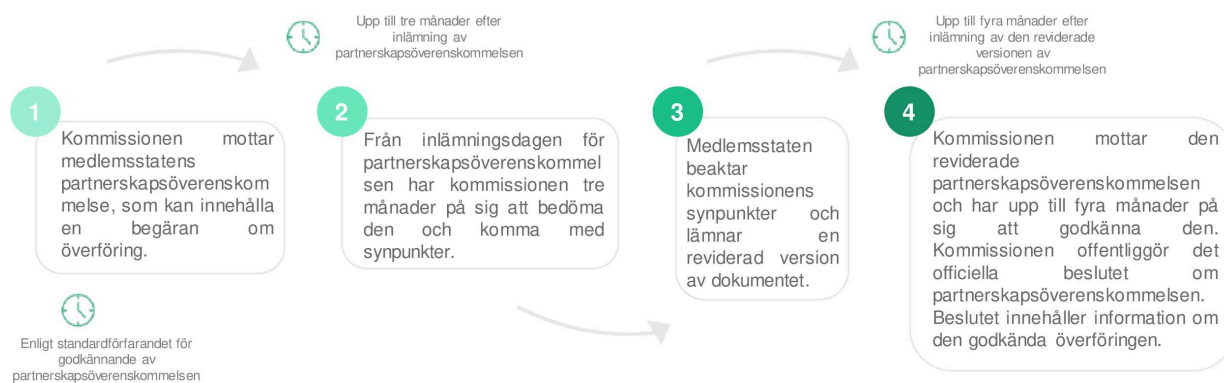 Upp till tre månader efter
inlämning av
partnerskapsöverenskommelsen
Upp till fyra månader efter
inlämning av den reviderade
versionen av
partnerskapsöverenskommelsen
1
Kommissionen mottar
medlemsstatens
partnerskapsöverenskom
melse, som kan innehålla
en begäran om
överföring.
2
Från inlämningsdagen för
partnerskapsöverenskommel
sen har kommissionen tre
månader på sig att bedöma
den och komma med
synpunkter.
3
Medlemsstaten
beaktar
kommissionens
synpunkter och
lämnar en
reviderad version
av dokumentet.
4
Kommissionen mottar den
reviderade
partnerskapsöverenskommelsen
och har upp till fyra månader på
sig att godkänna den.
Kommissionen offentliggör det
officiella beslutet om
partnerskapsöverenskommelsen.
Beslutet innehåller information om
den godkända överföringen.
Enligt standardförfarandet för
godkännande av
partnerskapsöverenskommelsen